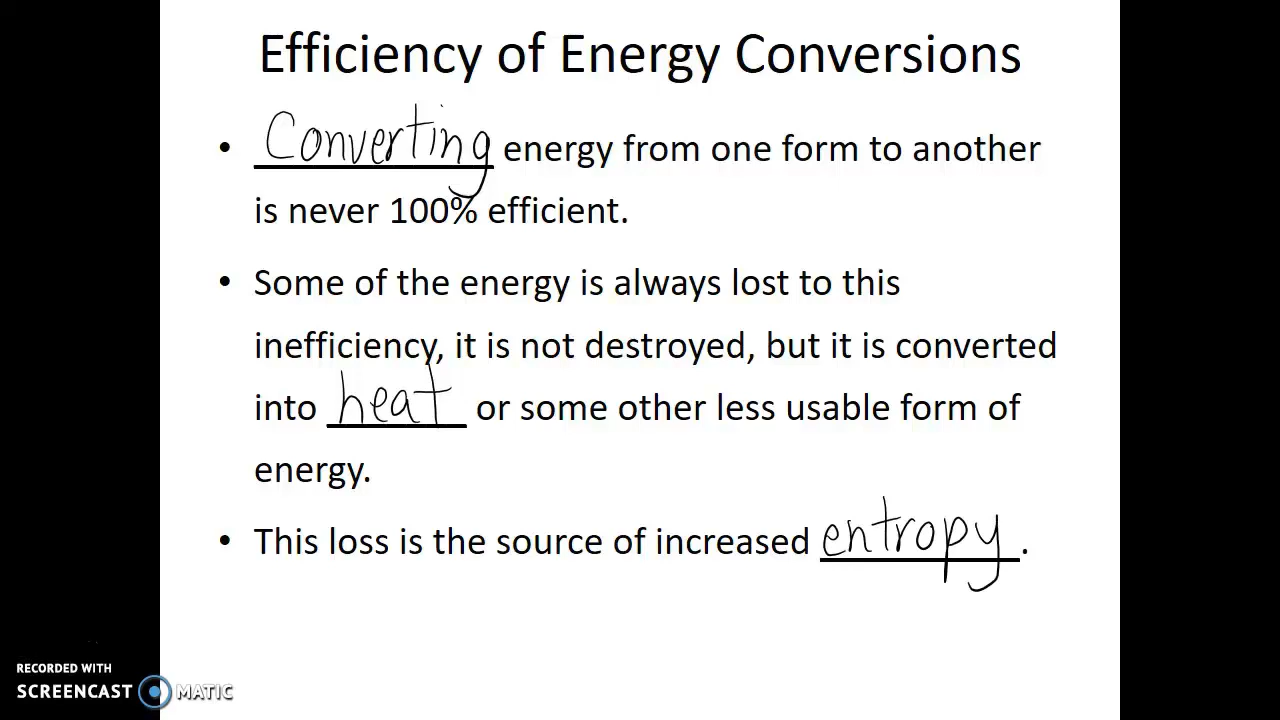 Efficiency of Energy Conversions
• Converting energy from one form to another
is never 100% efficient.
• Some of the energy is always lost to this
inefficiency, it is not destroyed, but it is converted
into heat or some other less usable form of
energy.
• This loss is the source of increased entropy.
RECORDED WITH
SCREENCAST MATIC